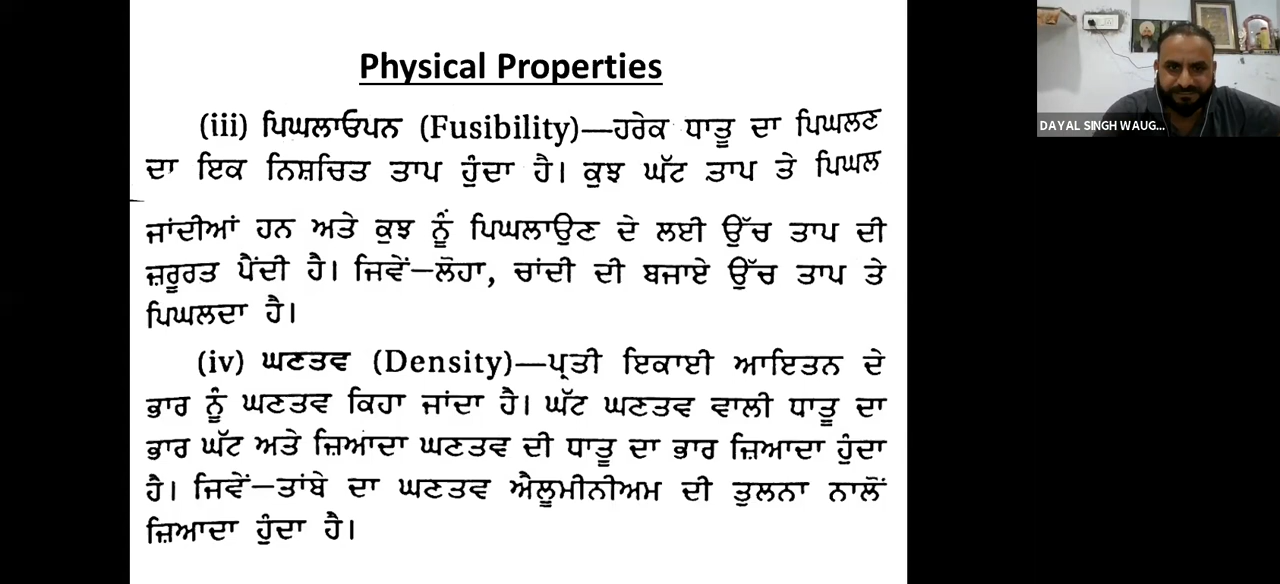 Physical Properties
(iii) ਪਿਘਲਾਓਪਨ (Fusibility)—ਹਰੇਕ ਧਾਤੂ ਦਾ ਪਿਘਲਣ
ਦਾ ਇਕ ਨਿਸ਼ਚਿਤ ਤਾਪ ਹੁੰਦਾ ਹੈ। ਕੁਝ ਘੱਟ ਤਾਪ ਤੇ ਪਿਘਲ
ਜਾਂਦੀਆਂ ਹਨ ਅਤੇ ਕੁਝ ਨੂੰ ਪਿਘਲਾਉਣ ਦੇ ਲਈ ਉੱਚ ਤਾਪ ਦੀ
ਜ਼ਰੂਰਤ ਪੈਂਦੀ ਹੈ। ਜਿਵੇਂ—ਲੋਹਾ, ਚਾਂਦੀ ਦੀ ਬਜਾਏ ਉੱਚ ਤਾਪ ਤੇ
ਪਿਘਲਦਾ ਹੈ।
(iv) ਘਣਤਵ (Density)—ਪ੍ਰਤੀ ਇਕਾਈ ਆਇਤਨ ਦੇ
ਭਾਰ ਨੂੰ ਘਣਤਵ ਕਿਹਾ ਜਾਂਦਾ ਹੈ। ਘੱਟ ਘਣਤਵ ਵਾਲੀ ਧਾਤੂ ਦਾ
ਭਾਰ ਘੱਟ ਅਤੇ ਜ਼ਿਆਦਾ ਘਣਤਵ ਦੀ ਧਾਤੂ ਦਾ ਭਾਰ ਜ਼ਿਆਦਾ ਹੁੰਦਾ
ਹੈ। ਜਿਵੇਂ—ਤਾਂਬੇ ਦਾ ਘਣਤਵ ਐਲੂਮੀਨੀਅਮ ਦੀ ਤੁਲਨਾ ਨਾਲੋਂ
ਜ਼ਿਆਦਾ ਹੁੰਦਾ ਹੈ।
DAYAL SINGH WAUG...